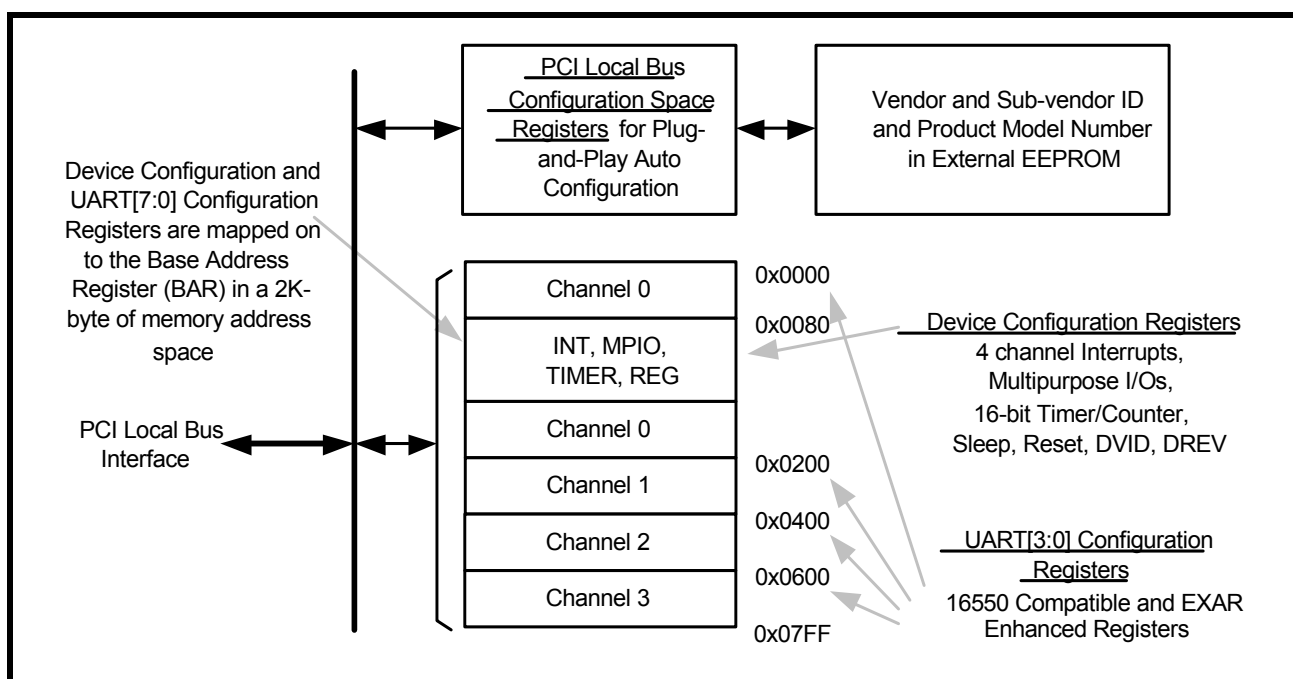 PCI Local Bus
Configuration Space
Registers for Plug-
and-Play Auto
Configuration
Vendor and Sub-vendor ID
and Product Model Number
in External EEPROM
Device Configuration and
UART[7:0] Configuration
Registers are mapped on
to the Base Address
Register (BAR) in a 2K-
byte of memory address
space
PCI Local Bus
Interface
Channel 0
INT, MPIO,
TIMER, REG
Channel 0
Channel 1
Channel 2
Channel 3
0x0000
0x0080
0x0200
0x0400
0x0600
0x07FF
Device Configuration Registers
4 channel Interrupts,
Multipurpose I/Os,
16-bit Timer/Counter,
Sleep, Reset, DVID, DREV
UART[3:0] Configuration
Registers
16550 Compatible and EXAR
Enhanced Registers